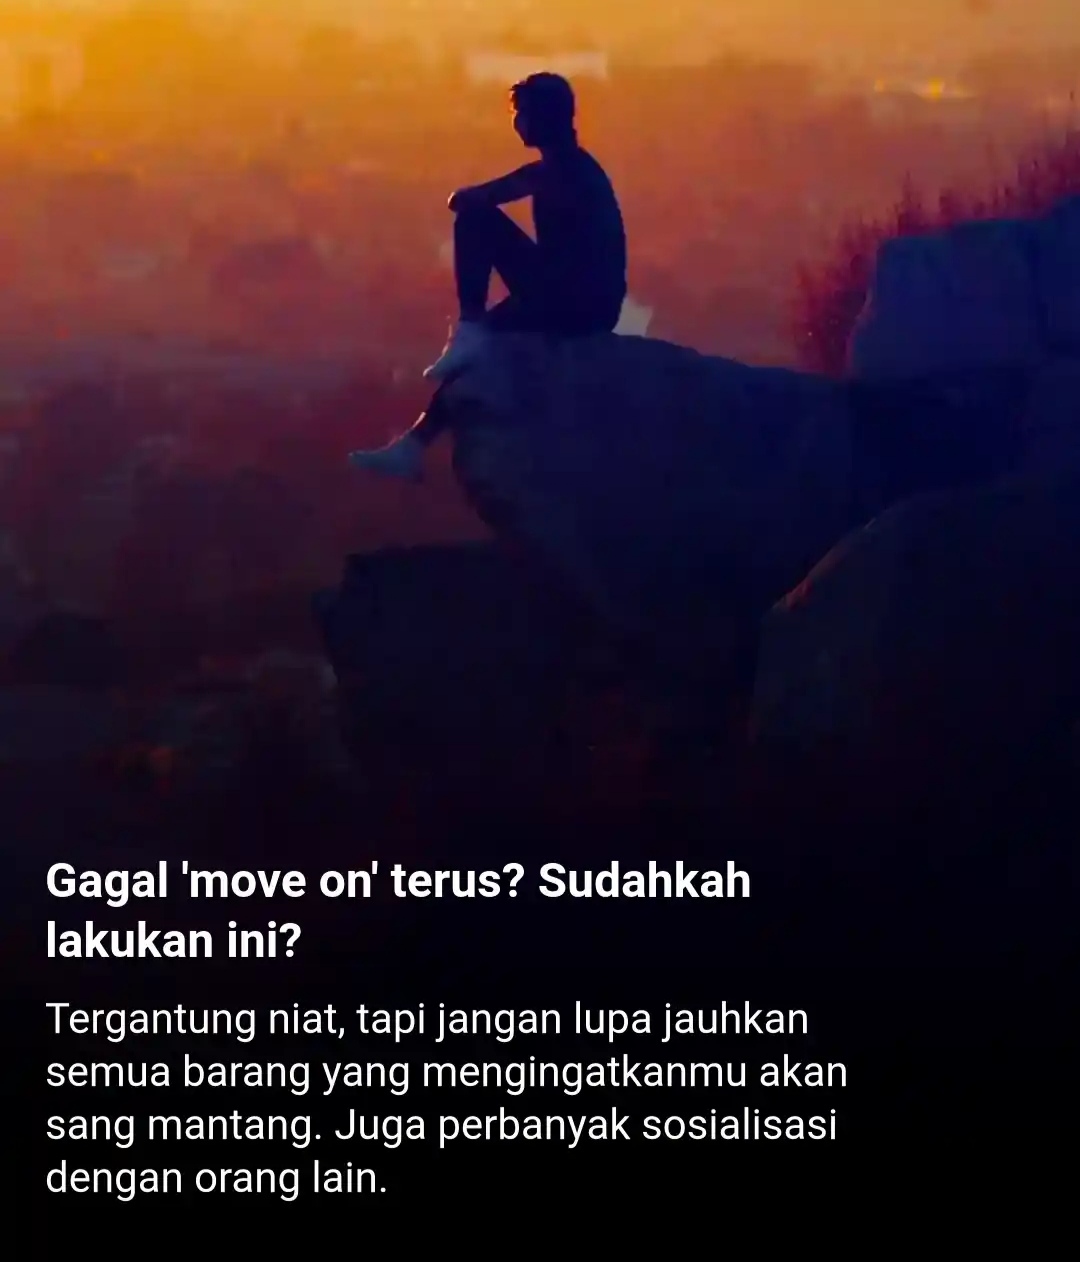 Gagal 'move on' terus? Sudahkah
lakukan ini?
Tergantung niat, tapi jangan lupa jauhkan
semua barang yang mengingatkanmu akan
sang mantang. Juga perbanyak sosialisasi
dengan orang lain.